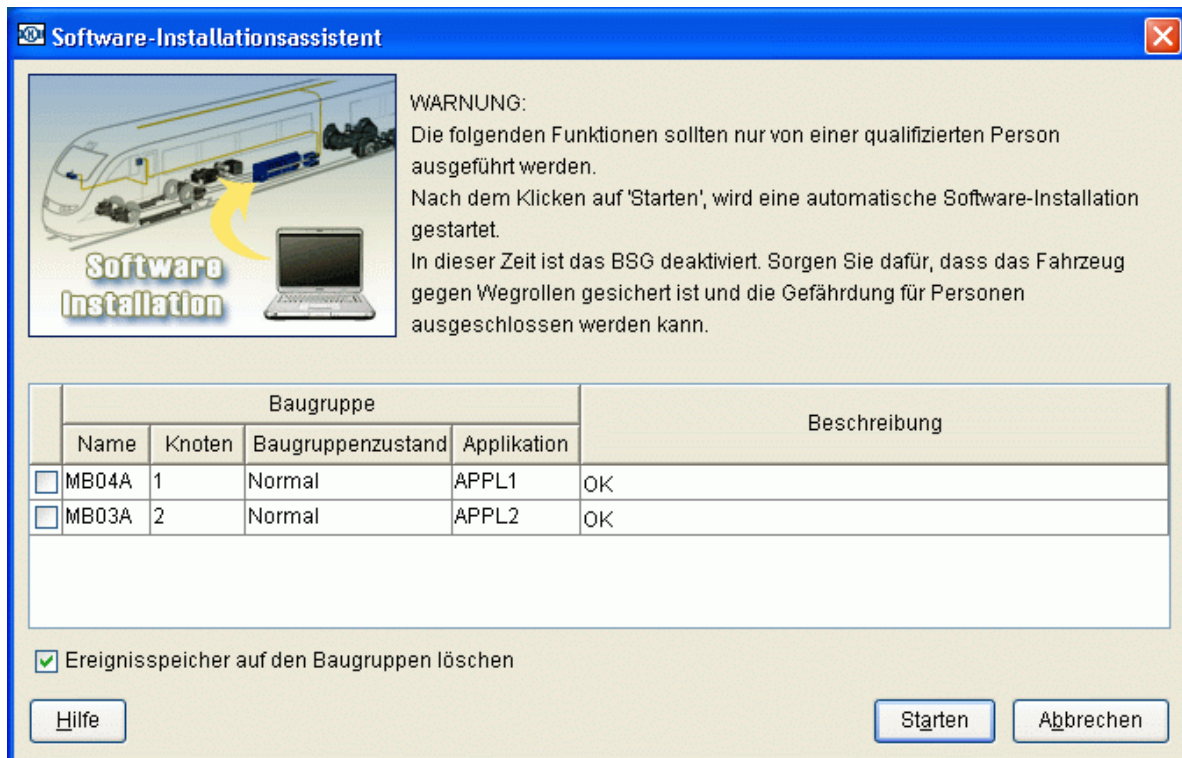 Software-Installationsassistent
WARNUNG:
Die folgenden Funktionen sollten nur von einer qualifizierten Person
ausgeführt werden.
Nach dem Klicken auf 'Starten', wird eine automatische Software-Installation
gestartet.
In dieser Zeit ist das BSG deaktiviert. Sorgen Sie dafür, dass das Fahrzeug
gegen Wegrollen gesichert ist und die Gefährdung für Personen
ausgeschlossen werden kann.
Software
Installation
Baugruppe Beschreibung
Name Knoten Baugruppenzustand Applikation
MB04A 1 Normal APPL1 OK
MB03A 2 Normal APPL2 OK
Ereignisspeicher auf den Baugruppen löschen
Hilfe Starten Abbrechen